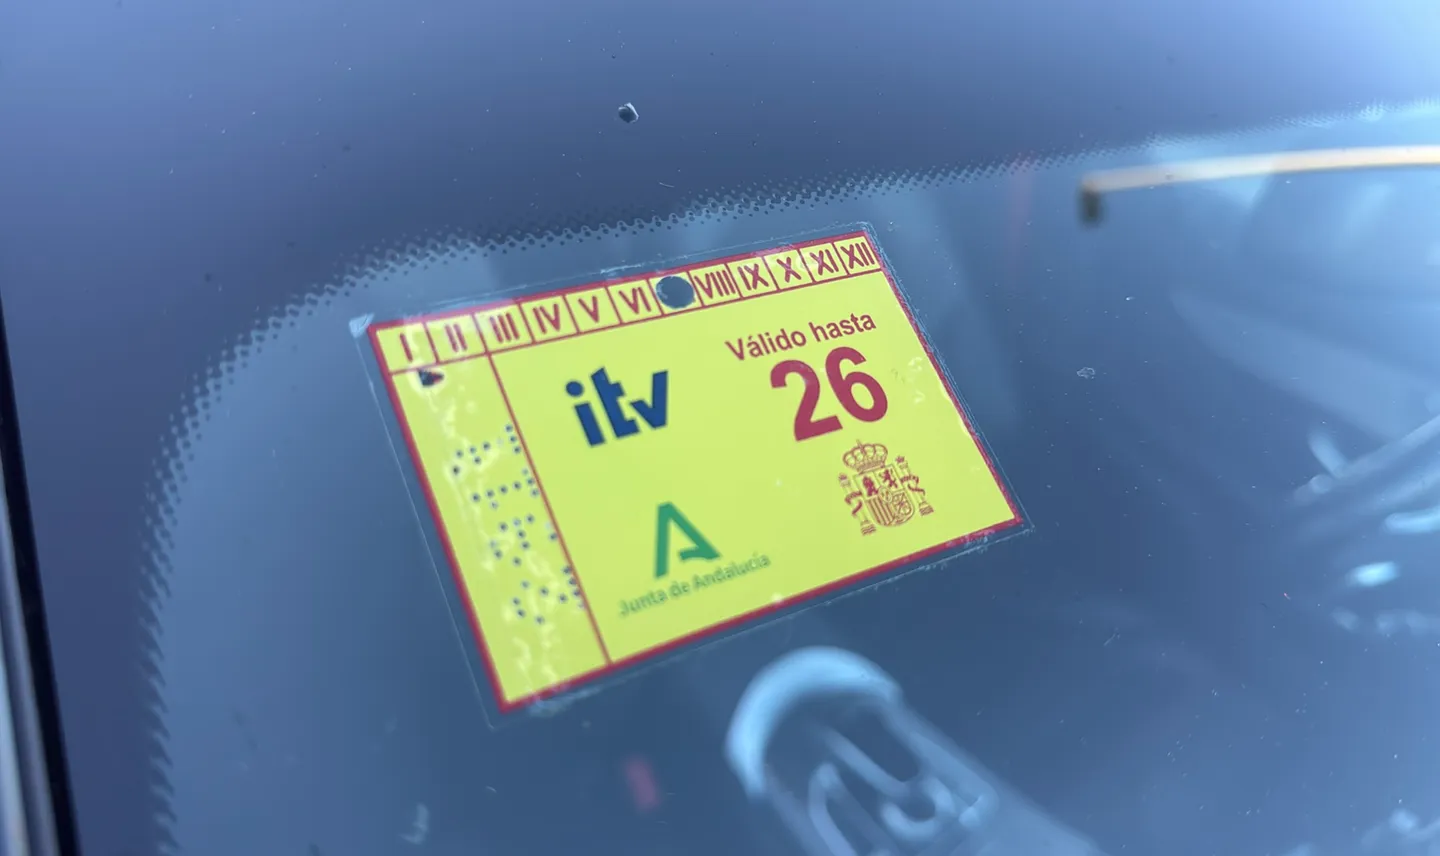 I II III IV V VI VIII IX X XI XII
Válido hasta
itv
26
Junta de Andalucía